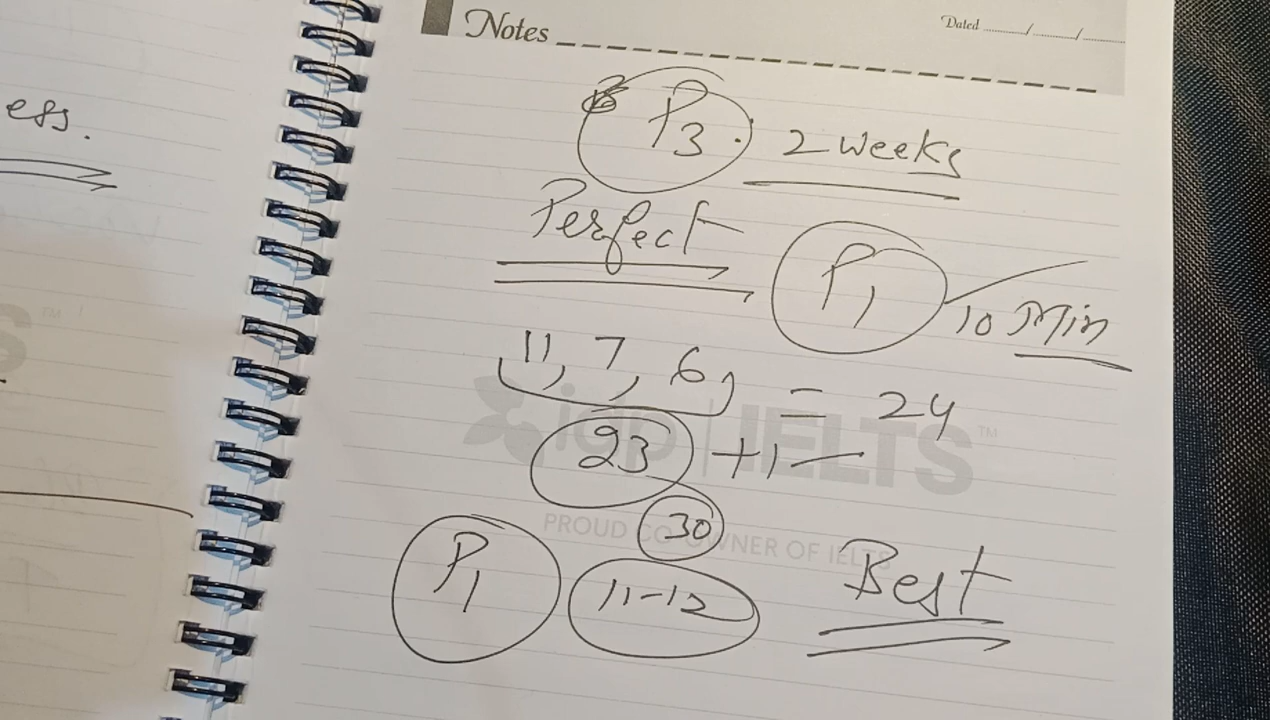 ess.
Notes
Dated ......../......../........
P3. 2 weeks
Perfect
P1 10 Min
11, 7, 6, = 24
idp | IELTS ™
23 +1 —
30
PROUD CO-OWNER OF IELTS
P1 11-12 Best